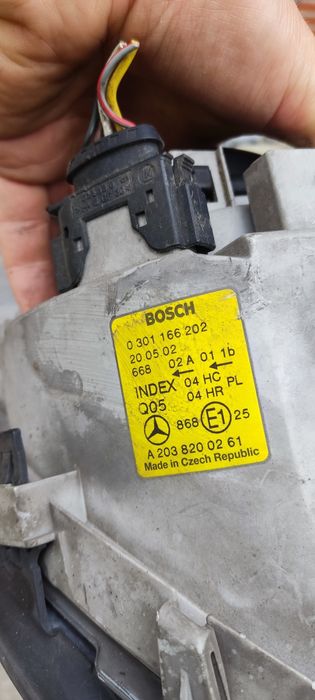 BOSCH
0 301 166 202
20 05 02
668 02 A 01 1b
INDEX 04 HC PL
Q05 04 HR
868 E1 25
A 203 820 02 61
Made in Czech Republic